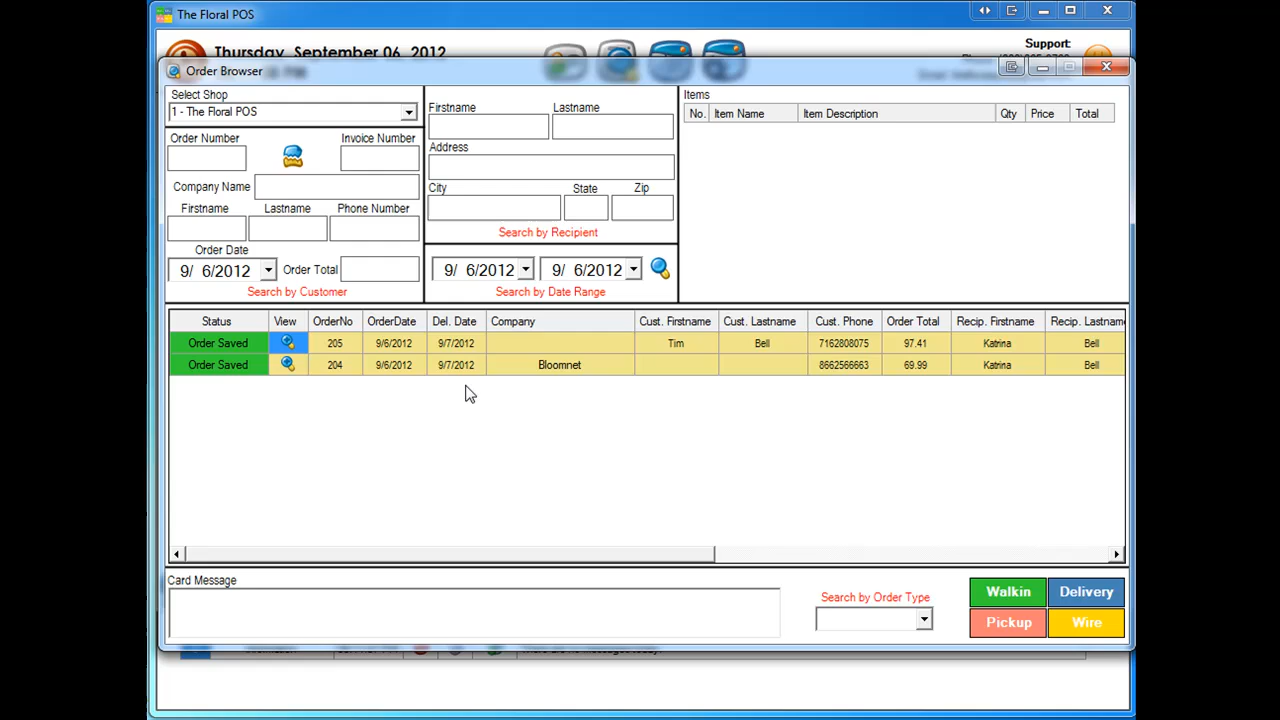 The Floral POS
Thursday, September 06, 2012
Support:
Order Browser
Select Shop
1 - The Floral POS
Order Number
Invoice Number
Company Name
Firstname Lastname Phone Number
Order Date
9/ 6/2012 Order Total
Search by Customer
Firstname Lastname
Address
City State Zip
Search by Recipient
9/ 6/2012 9/ 6/2012
Search by Date Range
Items
No. Item Name Item Description Qty Price Total
Status View OrderNo OrderDate Del. Date Company Cust. Firstname Cust. Lastname Cust. Phone Order Total Recip. Firstname Recip. Lastname
Order Saved 205 9/6/2012 9/7/2012 Tim Bell 7162808075 97.41 Katrina Bell
Order Saved 204 9/6/2012 9/7/2012 Bloomnet 8662566663 69.99 Katrina Bell
Card Message
Search by Order Type
Walkin Delivery
Pickup Wire